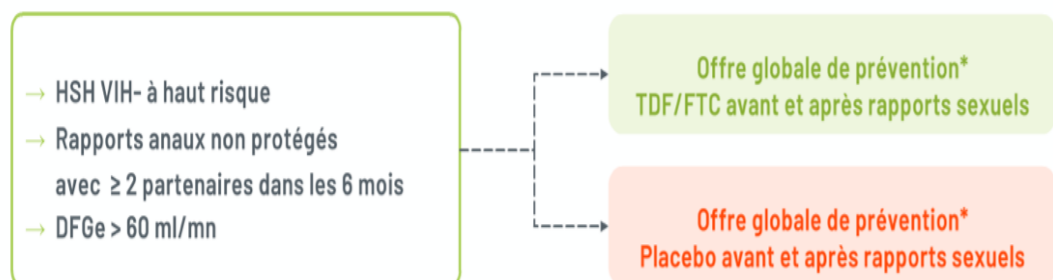 → HSH VIH- à haut risque
→ Rapports anaux non protégés
avec ≥ 2 partenaires dans les 6 mois
→ DFGe > 60 ml/mn
Offre globale de prévention*
TDF/FTC avant et après rapports sexuels
Offre globale de prévention*
Placebo avant et après rapports sexuels